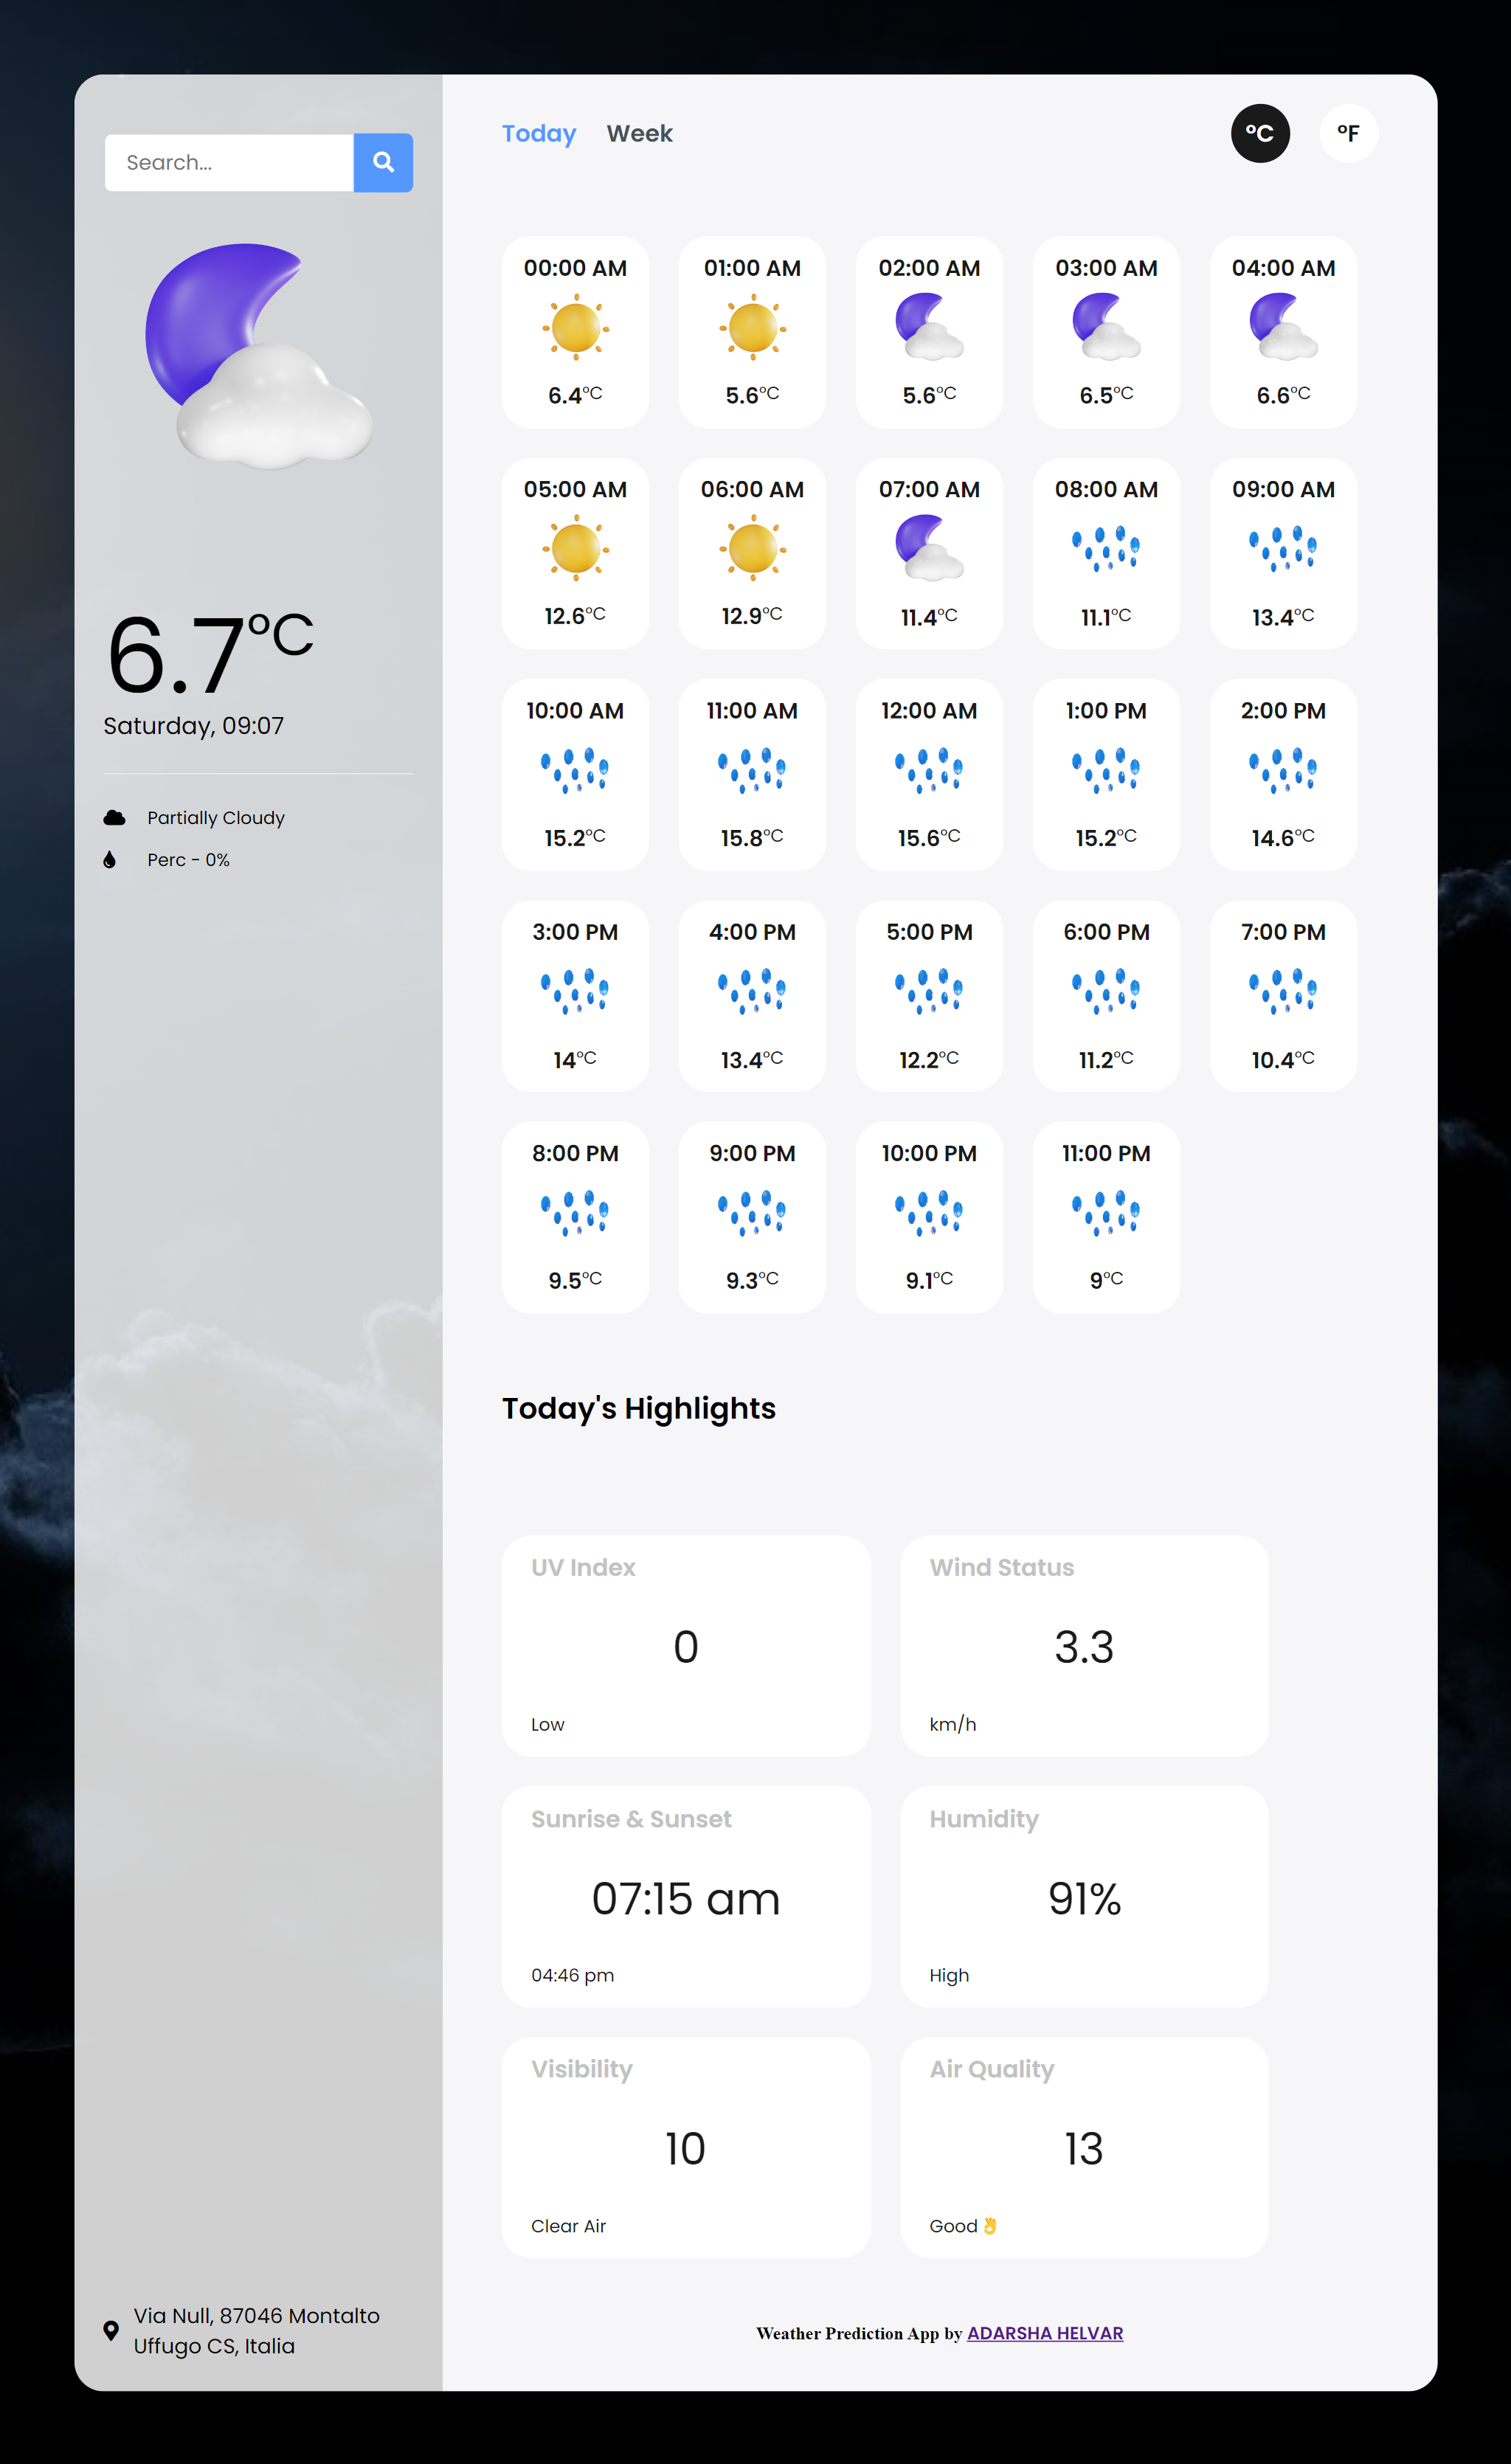 Search...
6.7°C
Saturday, 09:07
Partially Cloudy
Perc - 0%
Via Null, 87046 Montalto
Uffugo CS, Italia
Today Week
°C °F
00:00 AM
6.4°C
01:00 AM
5.6°C
02:00 AM
5.6°C
03:00 AM
6.5°C
04:00 AM
6.6°C
05:00 AM
12.6°C
06:00 AM
12.9°C
07:00 AM
11.4°C
08:00 AM
11.1°C
09:00 AM
13.4°C
10:00 AM
15.2°C
11:00 AM
15.8°C
12:00 AM
15.6°C
1:00 PM
15.2°C
2:00 PM
14.6°C
3:00 PM
14°C
4:00 PM
13.4°C
5:00 PM
12.2°C
6:00 PM
11.2°C
7:00 PM
10.4°C
8:00 PM
9.5°C
9:00 PM
9.3°C
10:00 PM
9.1°C
11:00 PM
9°C
Today's Highlights
UV Index
0
Low
Wind Status
3.3
km/h
Sunrise & Sunset
07:15 am
04:46 pm
Humidity
91%
High
Visibility
10
Clear Air
Air Quality
13
Good👌
Weather Prediction App by ADARSHA HELVAR